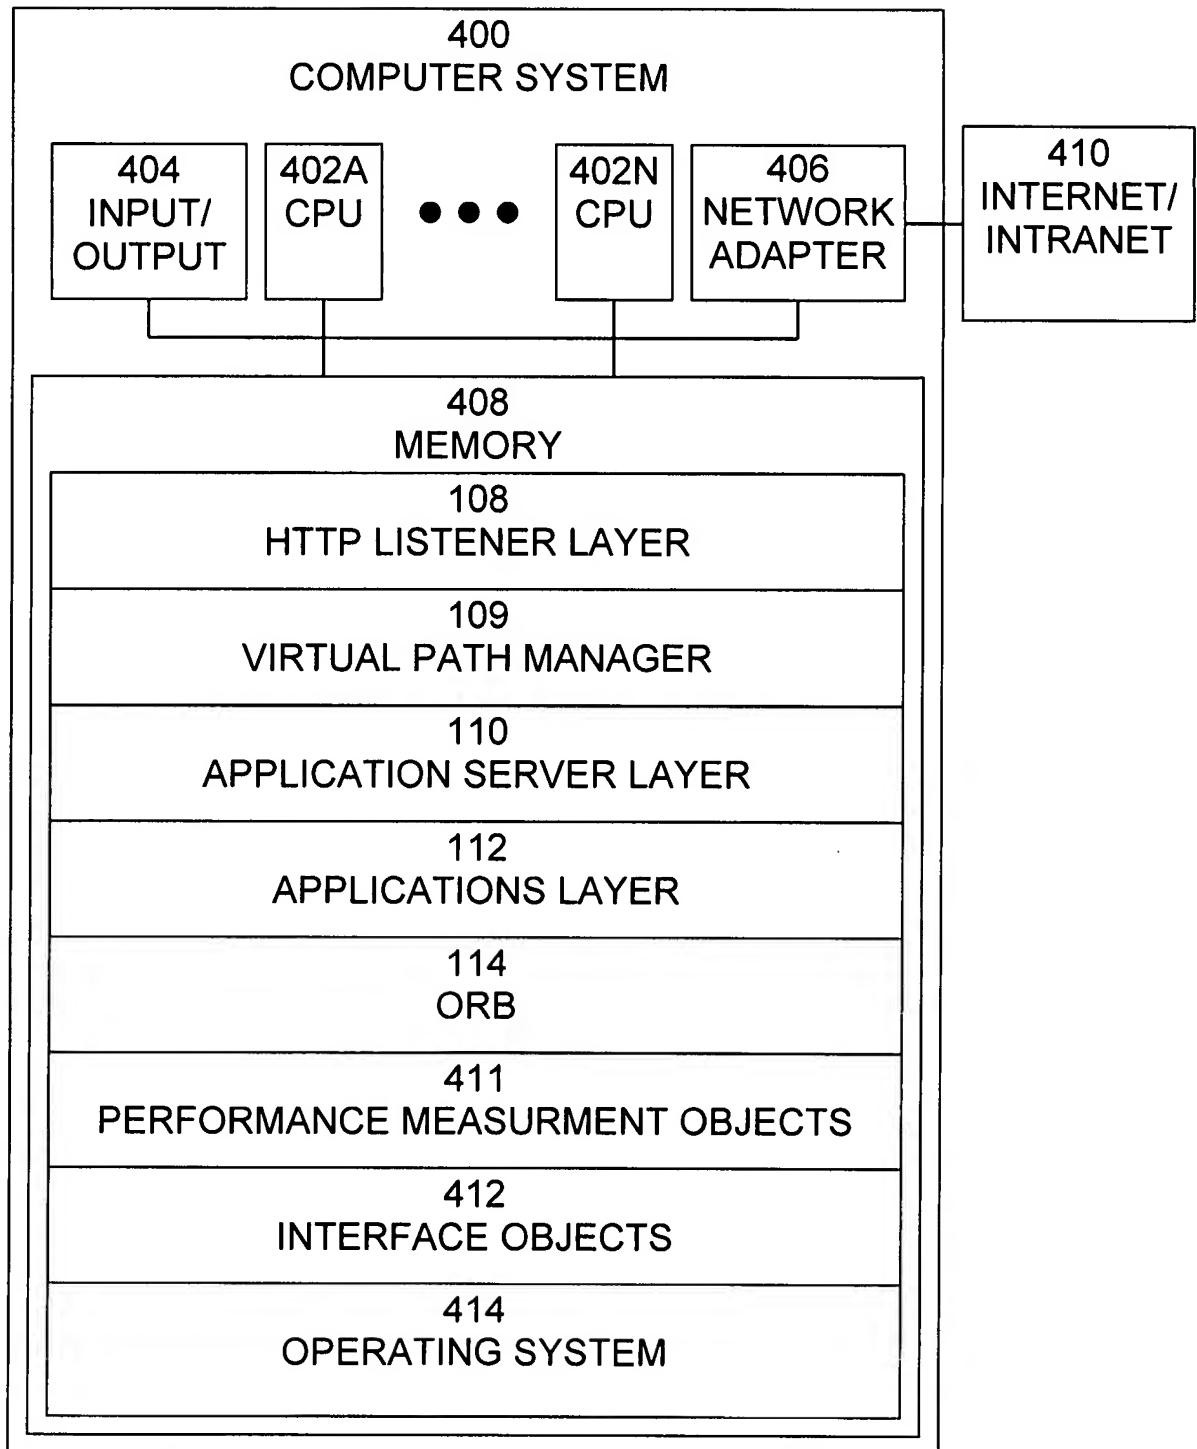 400
COMPUTER SYSTEM
404
INPUT/
OUTPUT
402A
CPU
402N
CPU
406
NETWORK
ADAPTER
410
INTERNET/
INTRANET
408
MEMORY
108
HTTP LISTENER LAYER
109
VIRTUAL PATH MANAGER
110
APPLICATION SERVER LAYER
112
APPLICATIONS LAYER
114
ORB
411
PERFORMANCE MEASURMENT OBJECTS
412
INTERFACE OBJECTS
414
OPERATING SYSTEM